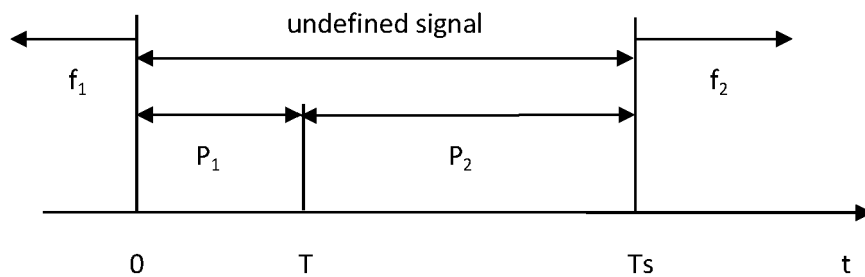 undefined signal
f₁ f₂
P₁ P₂
0 T Ts t